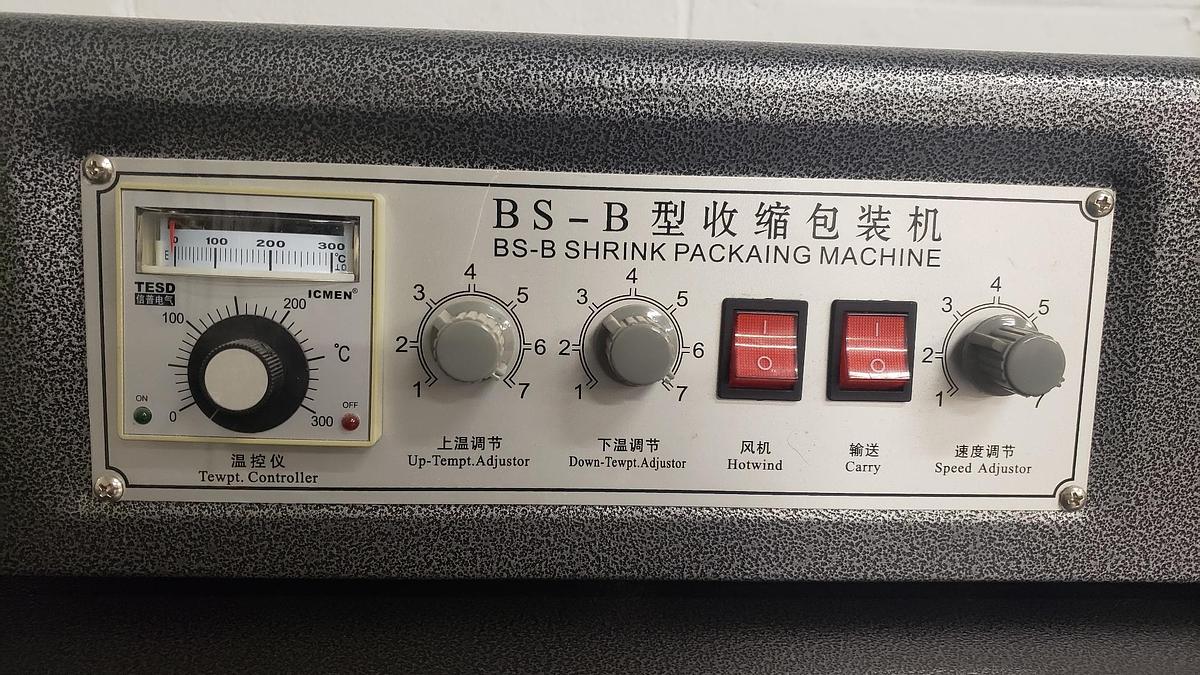 BS-B 型收缩包装机
BS-B SHRINK PACKAING MACHINE
0 100 200 300
E °C
TESD
信普电气
ICMEN®
0 100 200 300
°C
ON
OFF
温控仪
Tewpt. Controller
1 2 3 4 5 6 7
上温调节
Up-Tempt.Adjustor
1 2 3 4 5 6 7
下温调节
Down-Tewpt.Adjustor
风机
Hotwind
输送
Carry
1 2 3 4 5 7
速度调节
Speed Adjustor